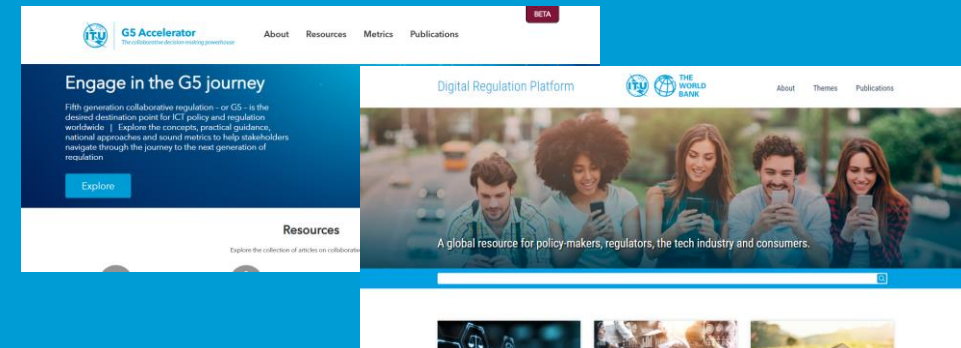 BETA
ITU
G5 Accelerator
The collaborative decision-making powerhouse
About Resources Metrics Publications
Engage in the G5 journey
Fifth generation collaborative regulation - or G5 - is the
desired destination point for ICT policy and regulation
worldwide | Explore the concepts, practical guidance,
national approaches and sound metrics to help stakeholders
navigate through the journey to the next generation of
regulation
Explore
Resources
Explore the collection of articles on
Digital Regulation Platform
ITU
THE
WORLD
BANK
About Themes Publications
A global resource for policy-makers, regulators, the tech industry and consumers.